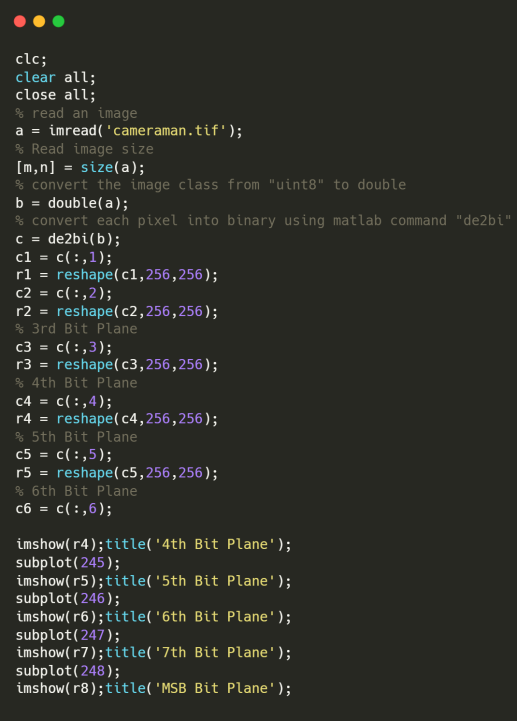 clc;
clear all;
close all;
% read an image
a = imread('cameraman.tif');
% Read image size
[m,n] = size(a);
% convert the image class from "uint8" to double
b = double(a);
% convert each pixel into binary using matlab command "de2bi"
c = de2bi(b);
c1 = c(:,1);
r1 = reshape(c1,256,256);
c2 = c(:,2);
r2 = reshape(c2,256,256);
% 3rd Bit Plane
c3 = c(:,3);
r3 = reshape(c3,256,256);
% 4th Bit Plane
c4 = c(:,4);
r4 = reshape(c4,256,256);
% 5th Bit Plane
c5 = c(:,5);
r5 = reshape(c5,256,256);
% 6th Bit Plane
c6 = c(:,6);
imshow(r4);title('4th Bit Plane');
subplot(245);
imshow(r5);title('5th Bit Plane');
subplot(246);
imshow(r6);title('6th Bit Plane');
subplot(247);
imshow(r7);title('7th Bit Plane');
subplot(248);
imshow(r8);title('MSB Bit Plane');